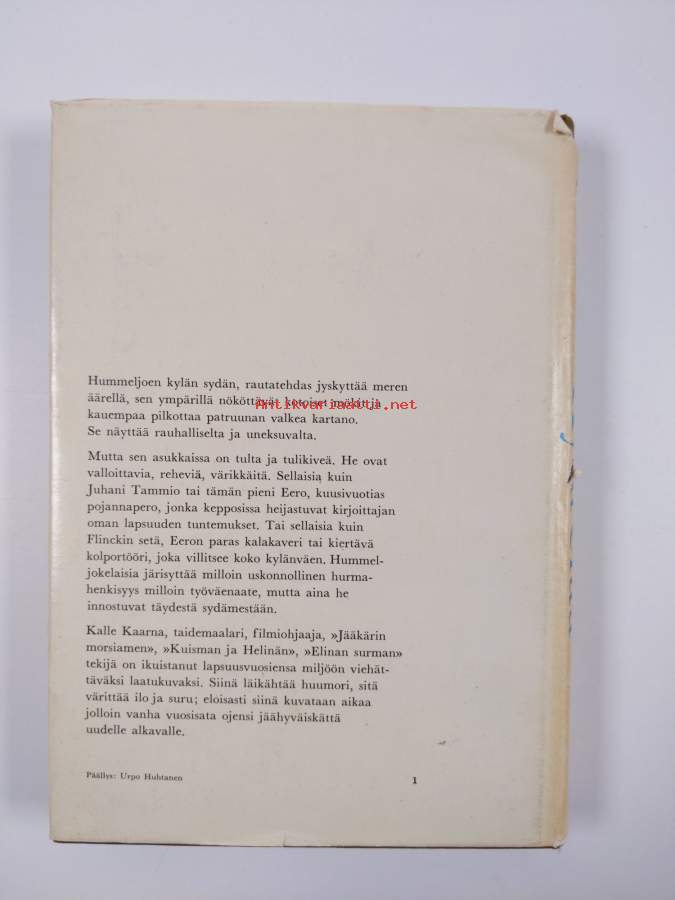 Hummeljoen kylän sydän, rautatehdas jyskyttää meren
äärellä, sen ympärillä nököttävät kotoiset mökit ja
Antikvariaatti.net
kauempaa pilkottaa patruunan valkea kartano.
Se näyttää rauhalliselta ja uneksuvalta.
Mutta sen asukkaissa on tulta ja tulikiveä. He ovat
valloittavia, reheviä, värikkäitä. Sellaisia kuin
Juhani Tammio tai tämän pieni Eero, kuusivuotias
pojannapero, jonka kepposissa heijastuvat kirjoittajan
oman lapsuuden tuntemukset. Tai sellaisia kuin
Flinckin setä, Eeron paras kalakaveri tai kiertävä
kolportööri, joka villitsee koko kylänväen. Hummel-
jokelaisia järisyttää milloin uskonnollinen hurma-
henkisyys milloin työväenaate, mutta aina he
innostuvat täydestä sydämestään.
Kalle Kaarna, taidemaalari, filmiohjaaja, »Jääkärin
morsiamen», »Kuisman ja Helinän», »Elinan surman»
tekijä on ikuistanut lapsuusvuosiensa miljöön viehät-
täväksi laatukuvaksi. Siinä läikähtää huumori, sitä
värittää ilo ja suru; eloisasti siinä kuvataan aikaa
jolloin vanha vuosisata ojensi jäähyväiskättä
uudelle alkavalle.
Päällys: Urpo Huhtanen
1